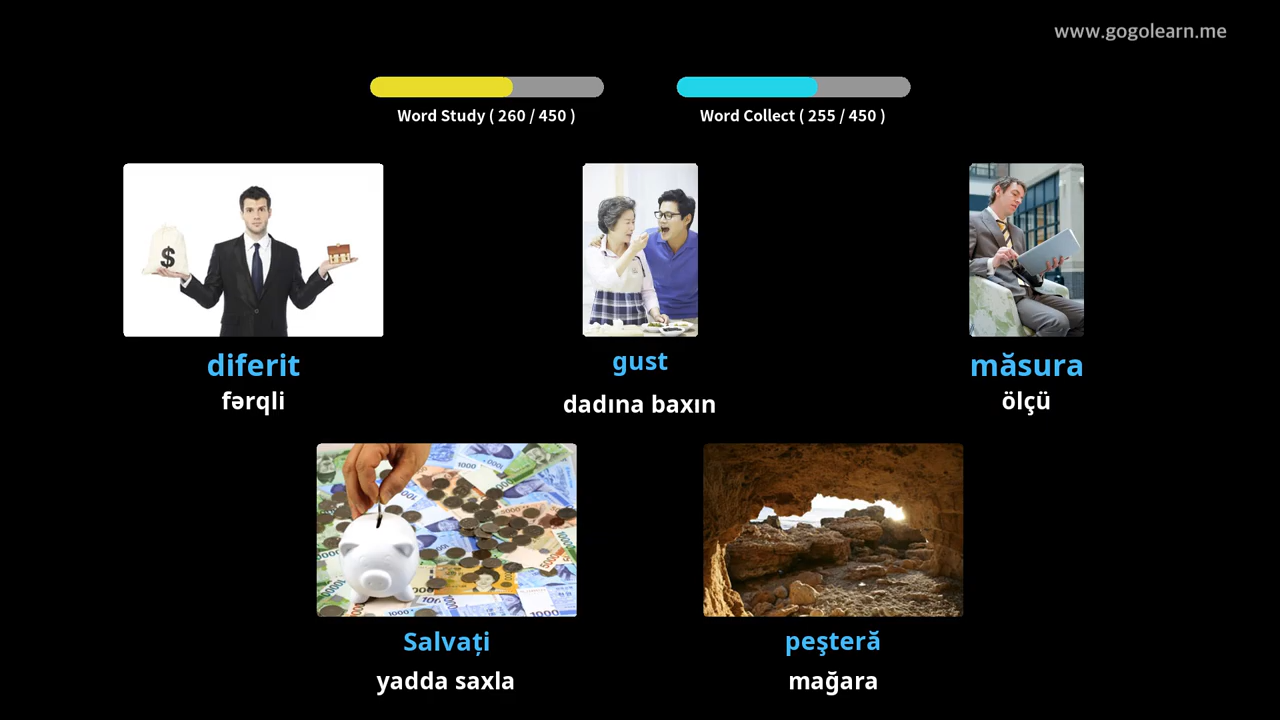 www.gogolearn.me
Word Study ( 260 / 450 )
Word Collect ( 255 / 450 )
$
diferit
fərqli
gust
dadına baxın
măsura
ölçü
Salvați
yadda saxla
peşteră
mağara